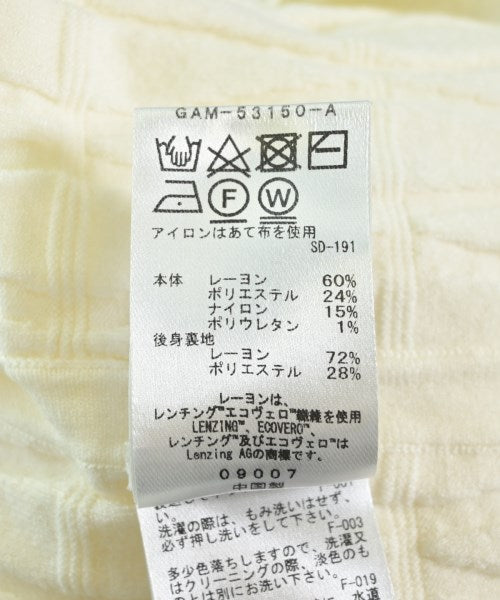 GAM-53150-A
F
W
アイロンはあて布を使用
SD-191
本体 レーヨン 60%
ポリエステル 24%
ナイロン 15%
ポリウレタン 1%
後身裏地
レーヨン 72%
ポリエステル 28%
レーヨンは、
レンチング™エコヴェロ™繊維を使用
LENZING™、ECOVERO™、
レンチング™及びエコヴェロ™は
Lenzing AGの商標です。
09007
中国製
い。
洗濯の際は、もみ洗いはせず、
必ず押し洗いをして下さい。
F-003
多少色落ちしますので、洗濯又
はクリーニングの際、淡色のも
のとは別にお洗い下さい。
F-019